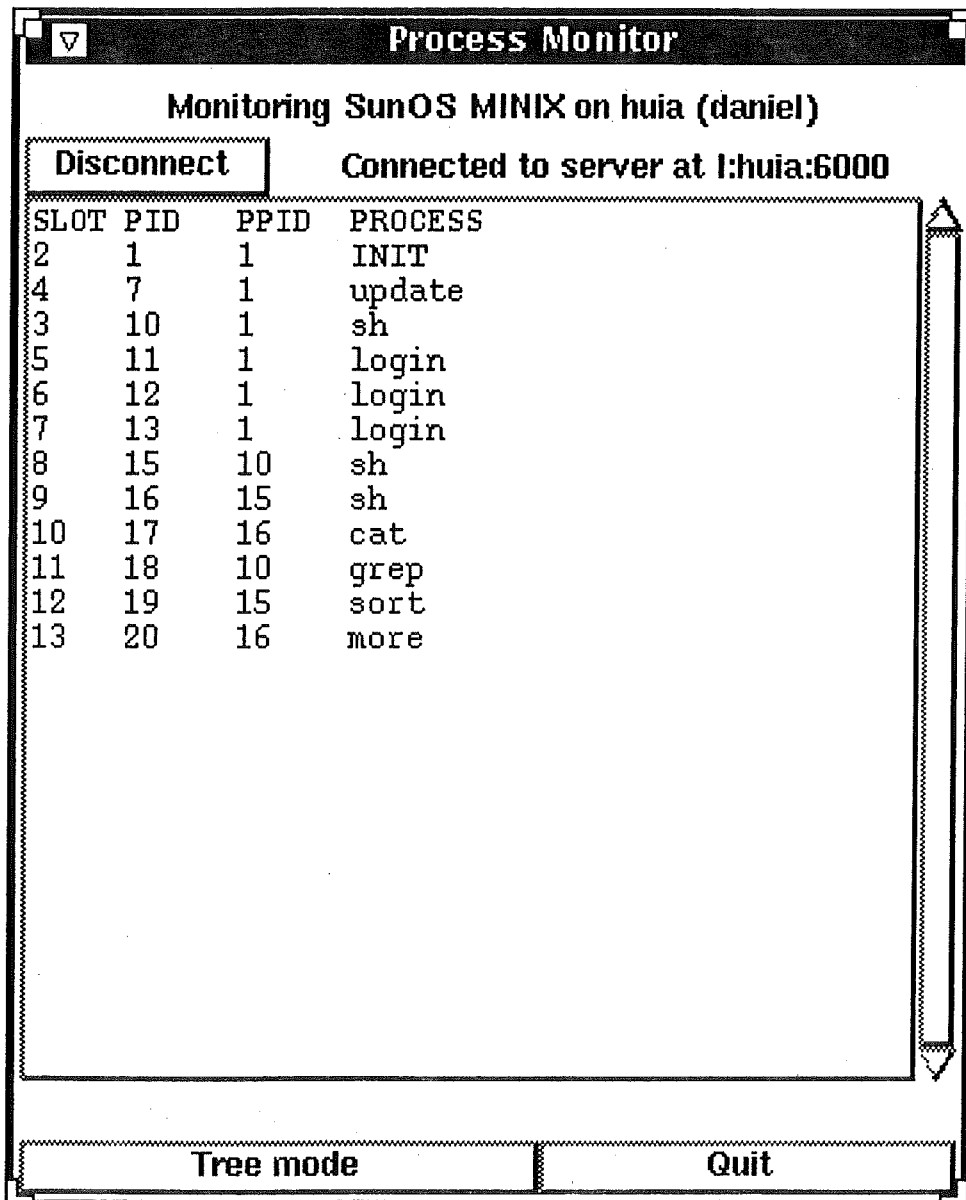 Process Monitor
Monitoring SunOS MINIX on huia (daniel)
Disconnect Connected to server at I:huia:6000
SLOT PID PPID PROCESS
2 1 1 INIT
4 7 1 update
3 10 1 sh
5 11 1 login
6 12 1 login
7 13 1 login
8 15 10 sh
9 16 15 sh
10 17 16 cat
11 18 10 grep
12 19 15 sort
13 20 16 more
Tree mode Quit